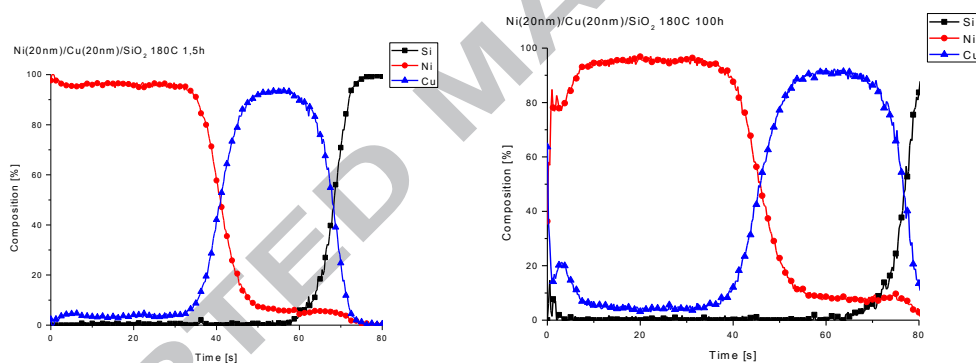 Ni(20nm)/Cu(20nm)/SiO₂ 180C 1,5h
Si
Ni
Cu
100
80
60
40
20
0
Composition [%]
0 20 40 60 80
Time [s]
Ni(20nm)/Cu(20nm)/SiO₂ 180C 100h
Si
Ni
Cu
100
80
60
40
20
0
Composition [%]
0 20 40 60 80
Time [s]
PTED MA